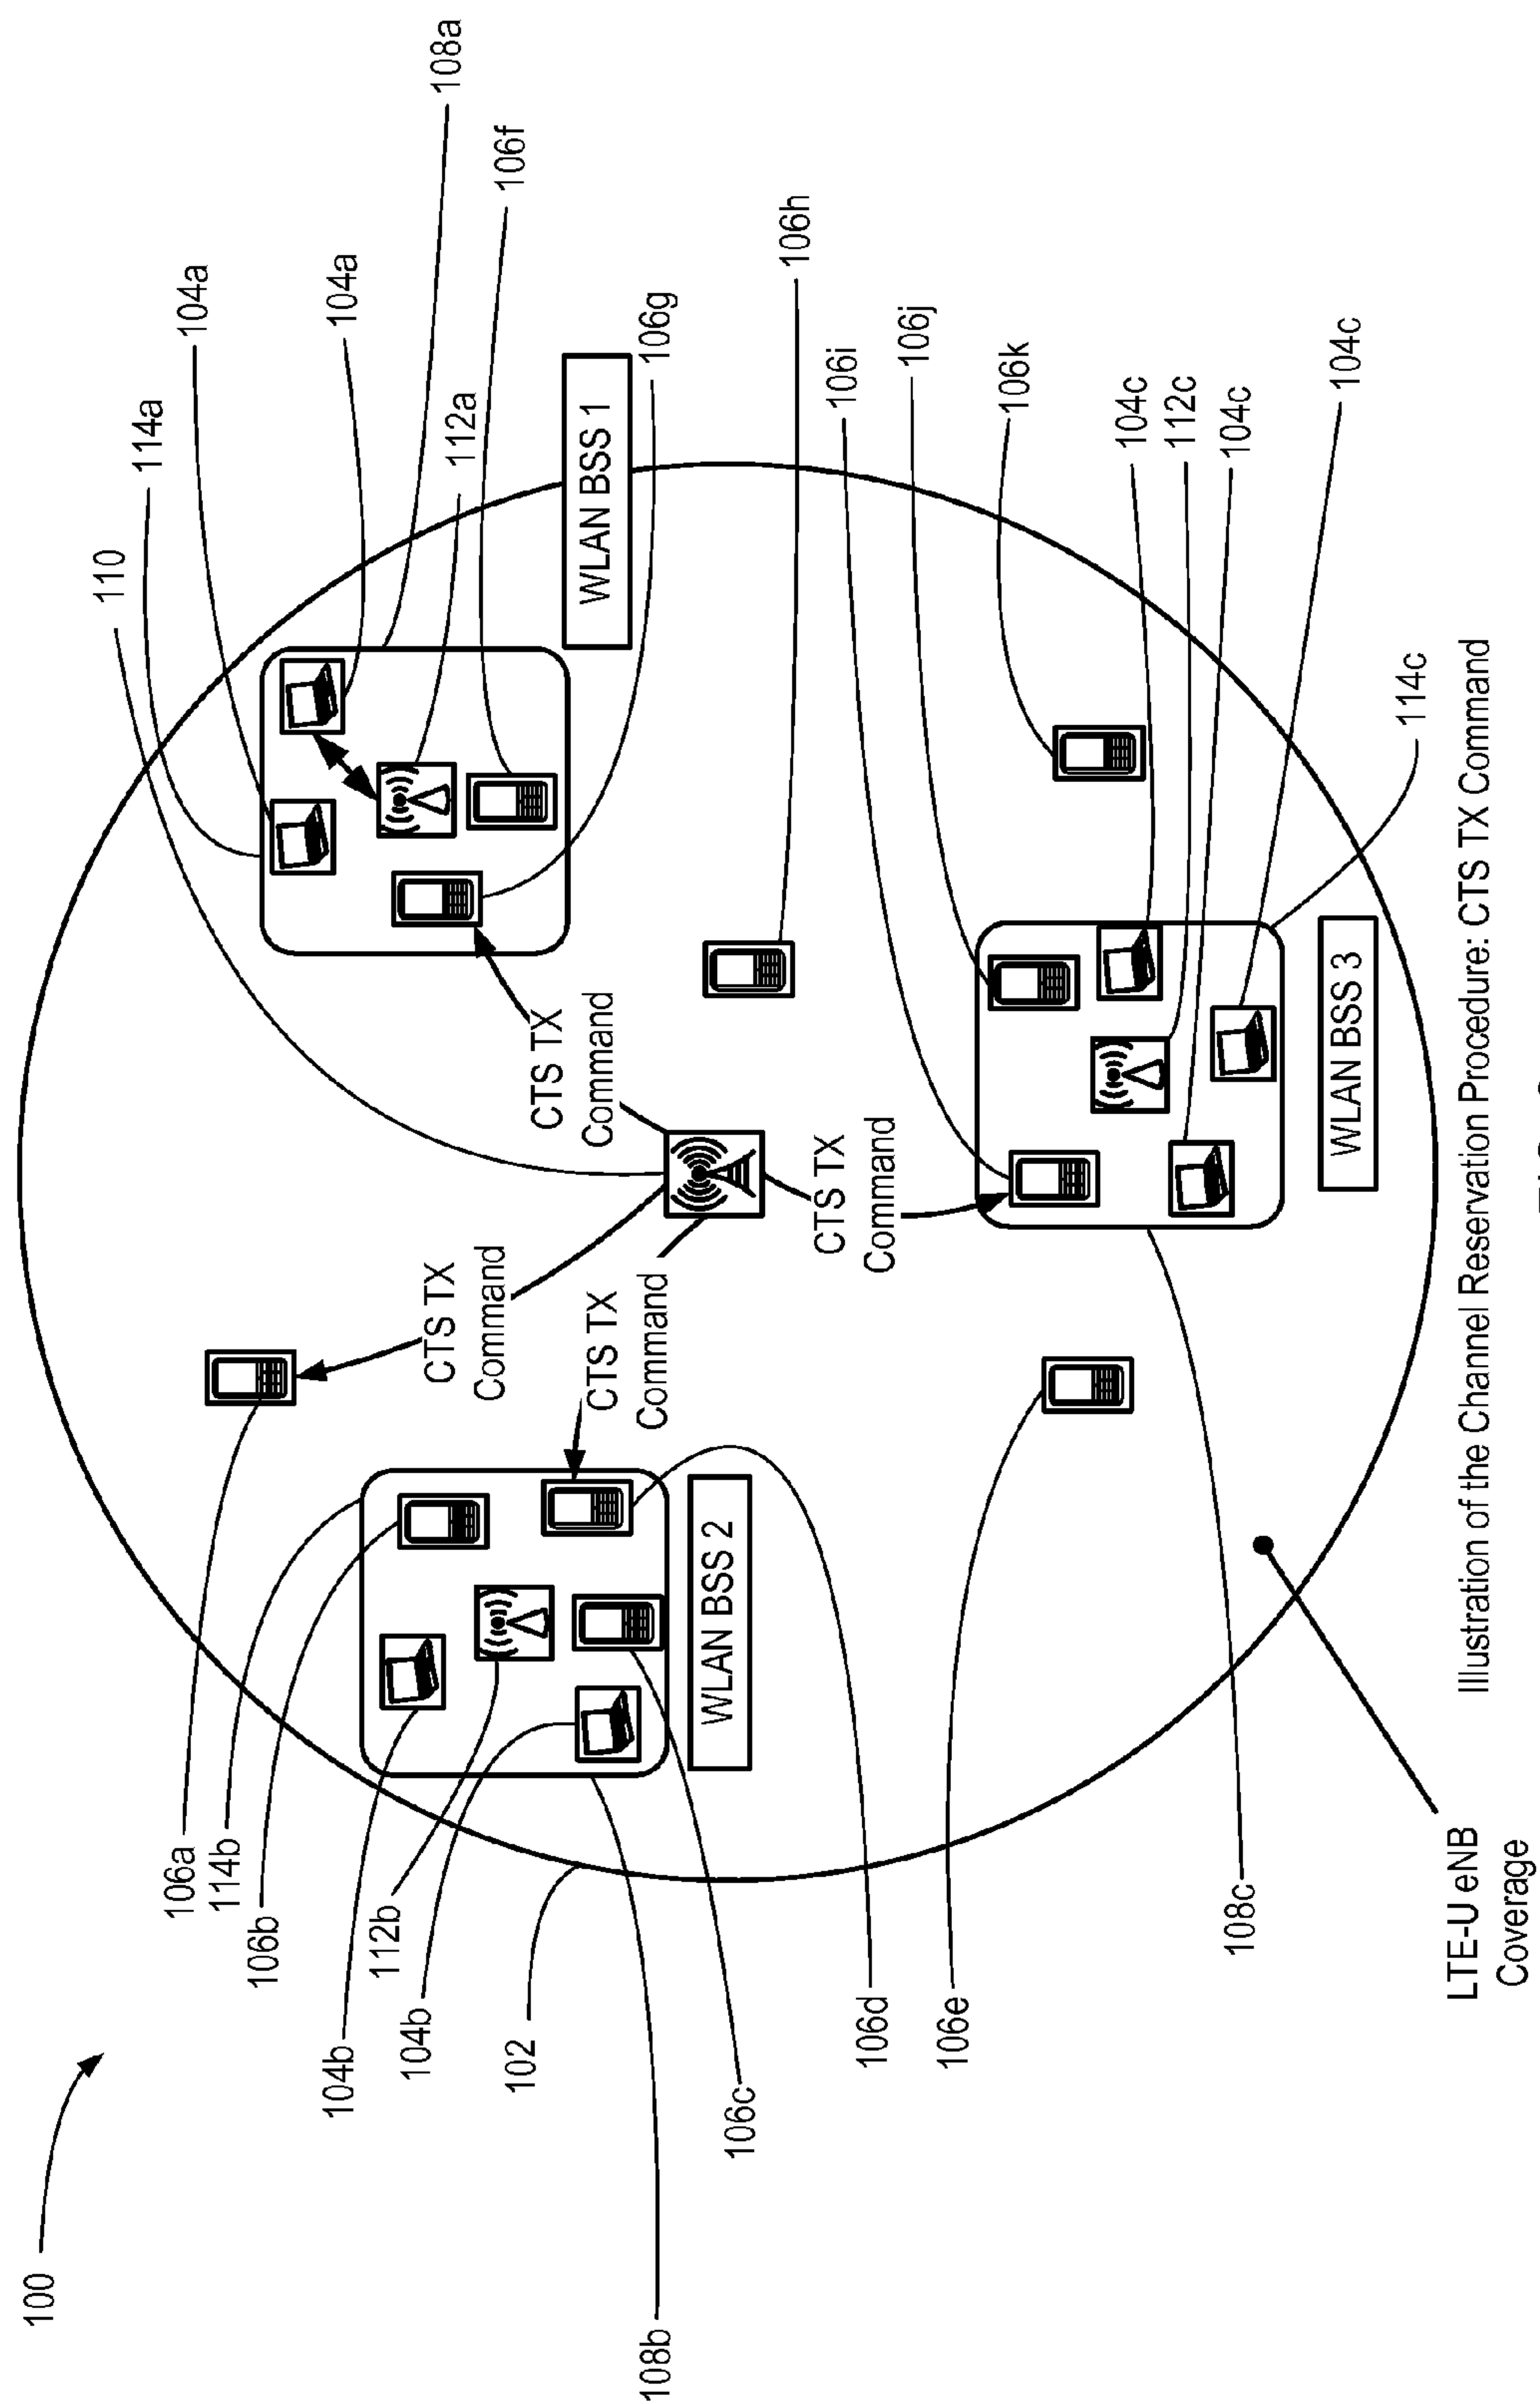 100
110
114a
106a
104a
114b
106b
104b
104a
112b
104b
108a
112a
CTS TX
Command
106f
102
CTS TX
Command
WLAN BSS 1
CTS TX
Command
108b
106g
WLAN BSS 2
106c
106h
CTS TX
Command
106i
106d
106j
106e
106k
104c
112c
104c
108c
104c
WLAN BSS 3
114c
LTE-U eNB
Coverage
Illustration of the Channel Reservation Procedure: CTS TX Command